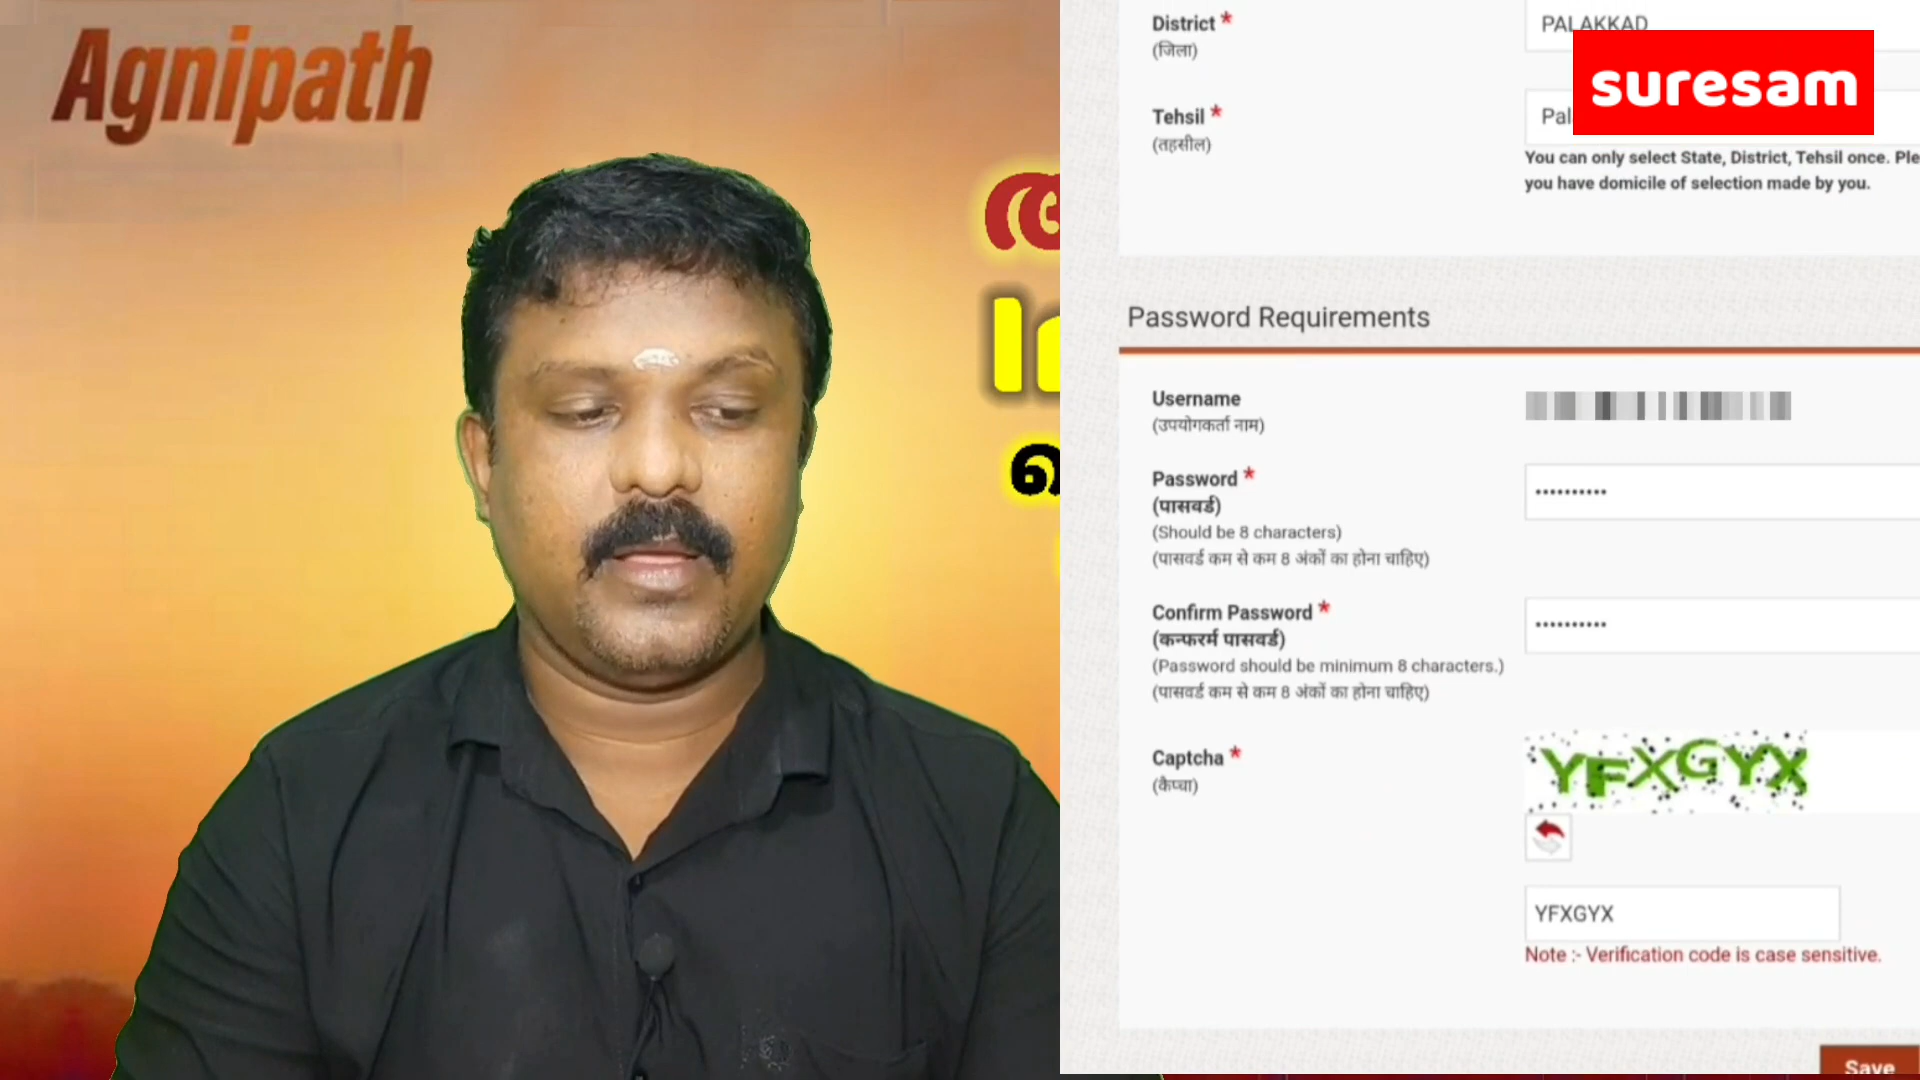 Agnipath
District *
(जिला)
PALAKKAD
suresam
Tehsil *
(तहसील)
You can only select State, District, Tehsil once.
you have domicile of selection made by you.
Password Requirements
Username
(उपयोगकर्ता नाम)
Password *
(पासवर्ड)
(Should be 8 characters)
(पासवर्ड कम से कम 8 अंकों का होना चाहिए)
••••••••••
Confirm Password *
(कन्फरर्म पासवर्ड)
(Password should be minimum 8 characters.)
(पासवर्ड कम से कम 8 अंकों का होना चाहिए)
••••••••••
Captcha *
(कैप्चा)
YFXGYX
YFXGYX
Note :- Verification code is case sensitive.
Save